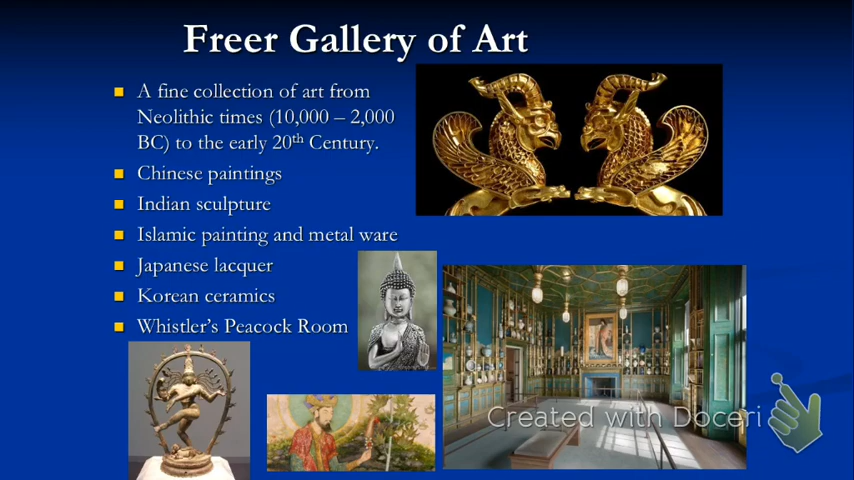 Freer Gallery of Art
A fine collection of art from
Neolithic times (10,000 – 2,000
BC) to the early 20th Century.
Chinese paintings
Indian sculpture
Islamic painting and metal ware
Japanese lacquer
Korean ceramics
Whistler’s Peacock Room
Created with Doceri